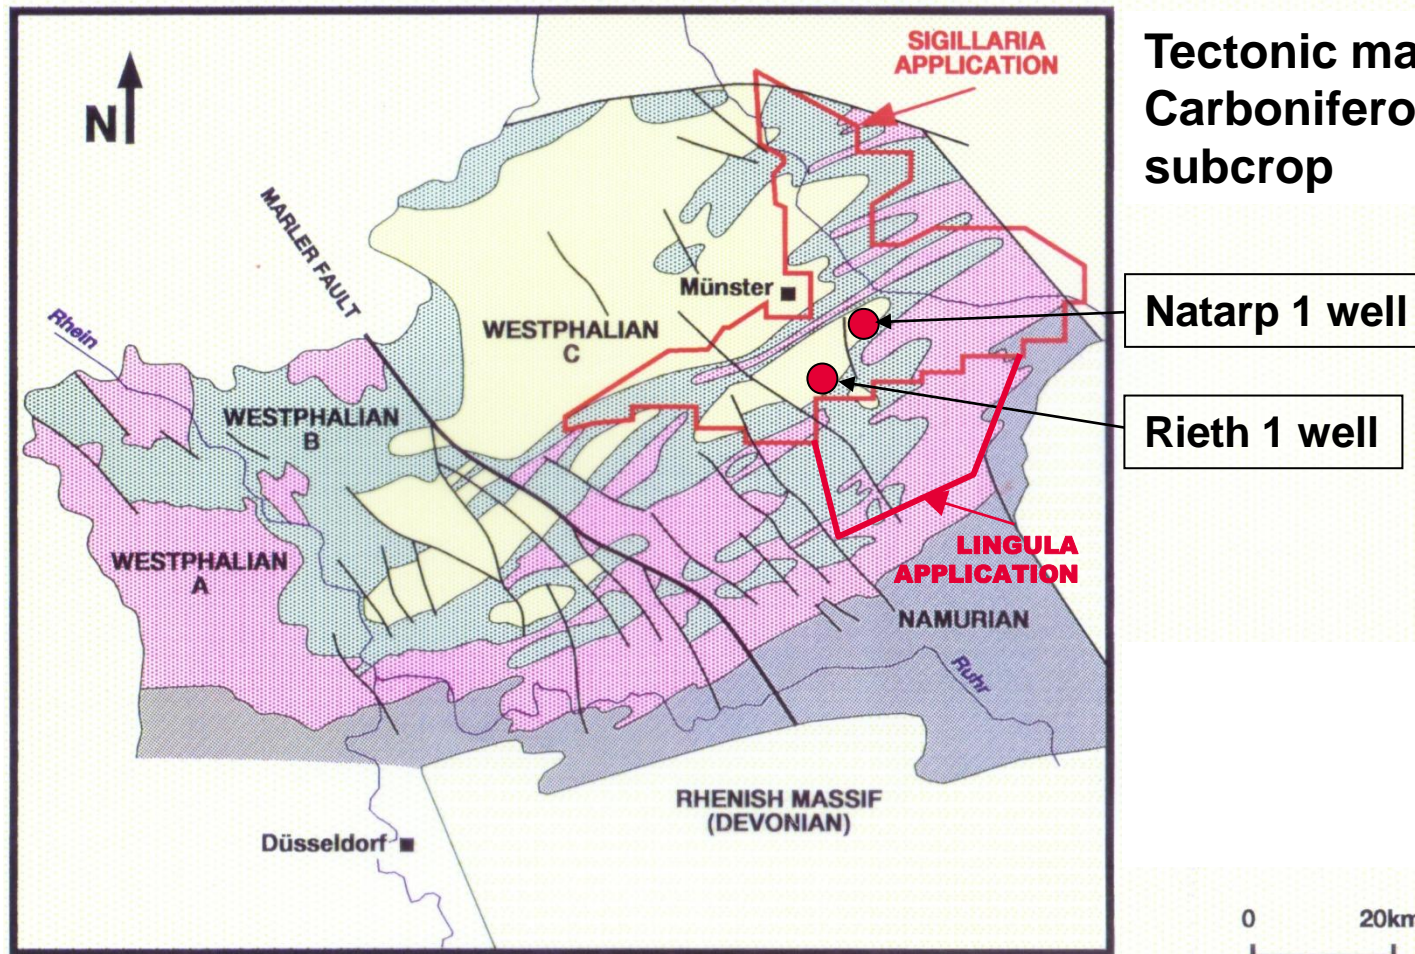 Tectonic ma
Carbonifero
subcrop
SIGILLARIA
APPLICATION
N
MARLER FAULT
Münster
Natarp 1 well
Rhein
WESTPHALIAN
C
WESTPHALIAN
B
Rieth 1 well
WESTPHALIAN
A
LINGULA
APPLICATION
NAMURIAN
Ruhr
RHENISH MASSIF
(DEVONIAN)
Düsseldorf
0 20km